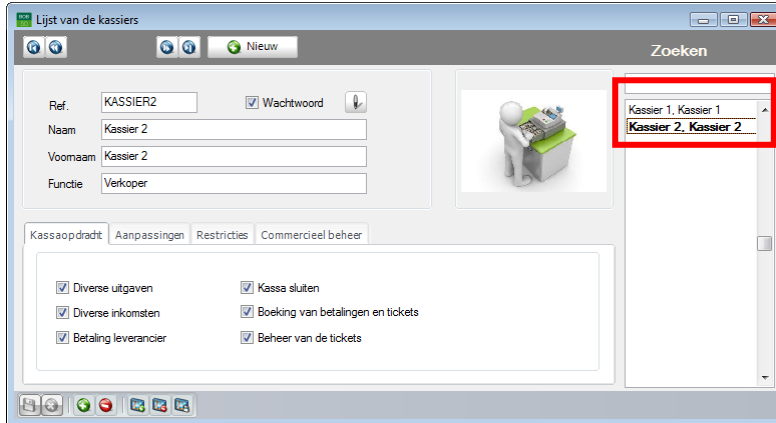 BOB 50 Lijst van de kassiers
Nieuw
Zoeken
Ref. KASSIER2 Wachtwoord
Naam Kassier 2
Voornaam Kassier 2
Functie Verkoper
Kassier 1, Kassier 1
Kassier 2, Kassier 2
Kassaopdracht Aanpassingen Restricties Commercieel beheer
Diverse uitgaven Kassa sluiten
Diverse inkomsten Boeking van betalingen en tickets
Betaling leverancier Beheer van de tickets